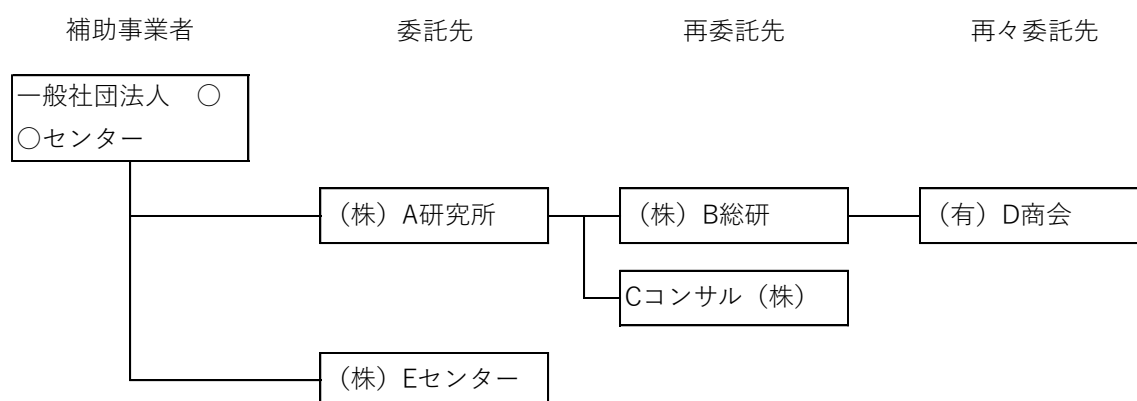 補助事業者 委託先 再委託先 再々委託先
一般社団法人　○
○センター
（株）A研究所 （株）B総研 （有）D商会
Cコンサル（株）
（株）Eセンター